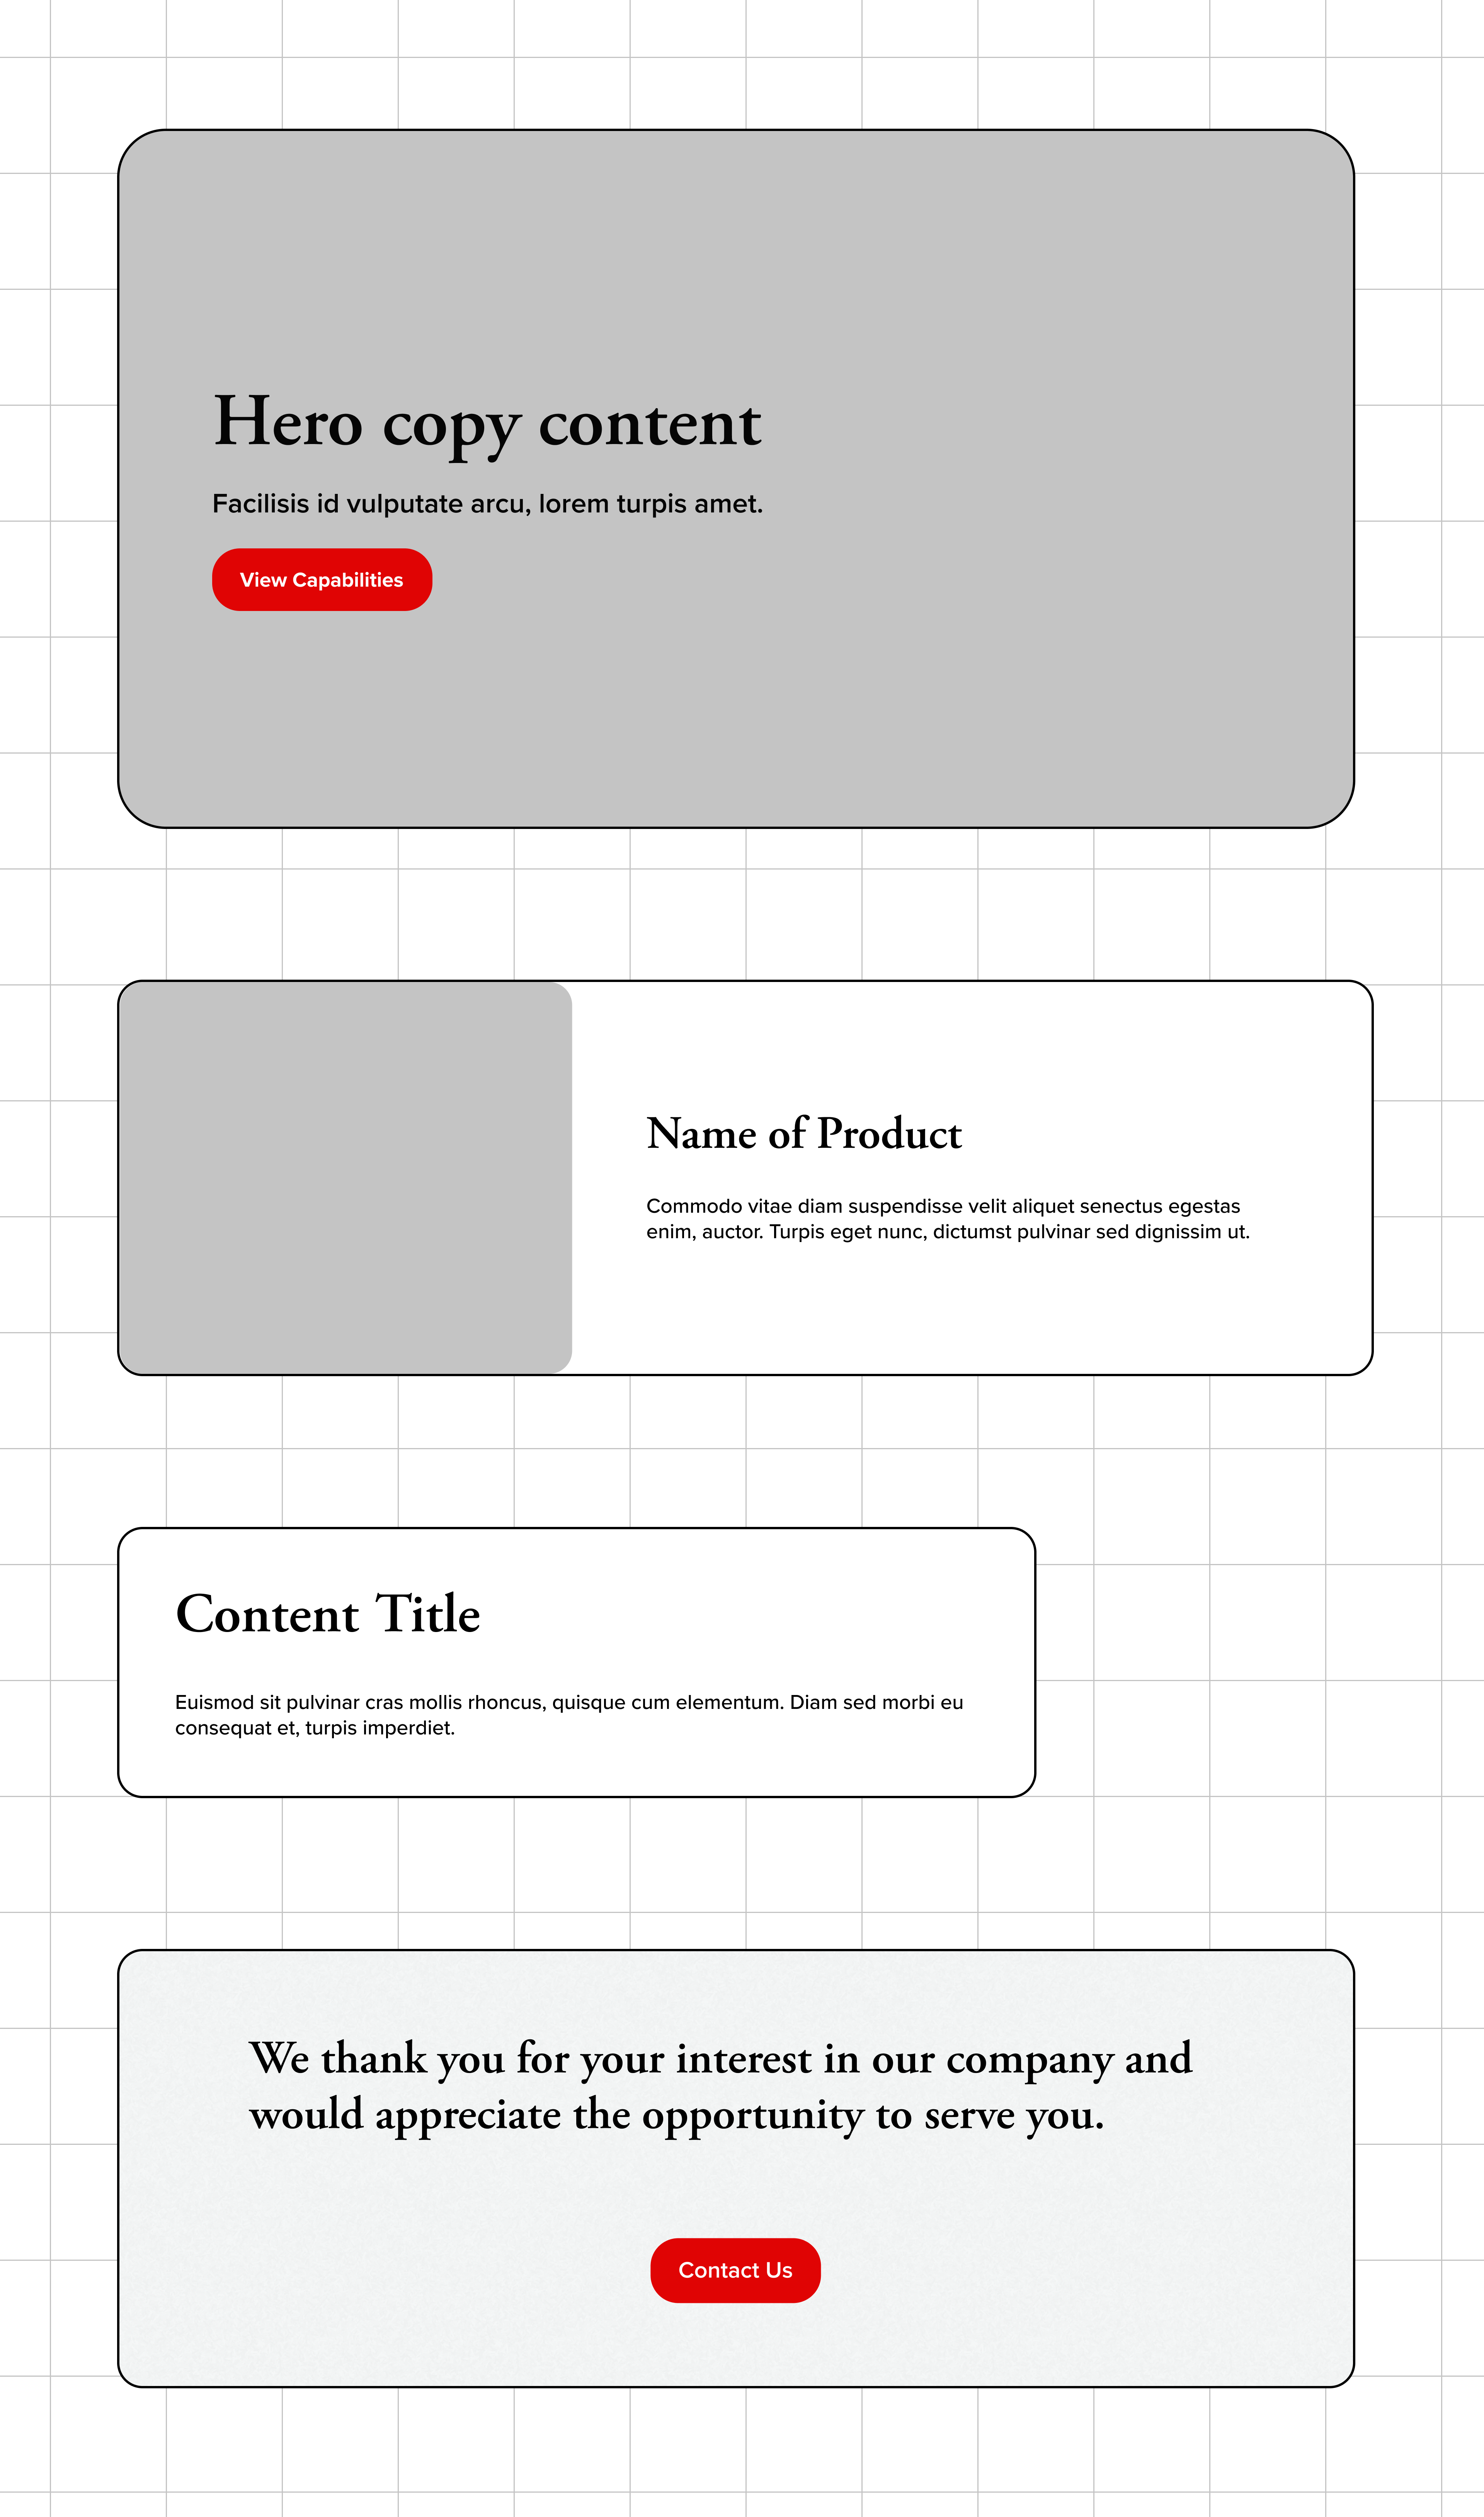 Hero copy content
Facilisis id vulputate arcu, lorem turpis amet.
View Capabilities
Name of Product
Commodo vitae diam suspendisse velit aliquet senectus egestas
enim, auctor. Turpis eget nunc, dictumst pulvinar sed dignissim ut.
Content Title
Euismod sit pulvinar cras mollis rhoncus, quisque cum elementum. Diam sed morbi eu
consequat et, turpis imperdiet.
We thank you for your interest in our company and
would appreciate the opportunity to serve you.
Contact Us